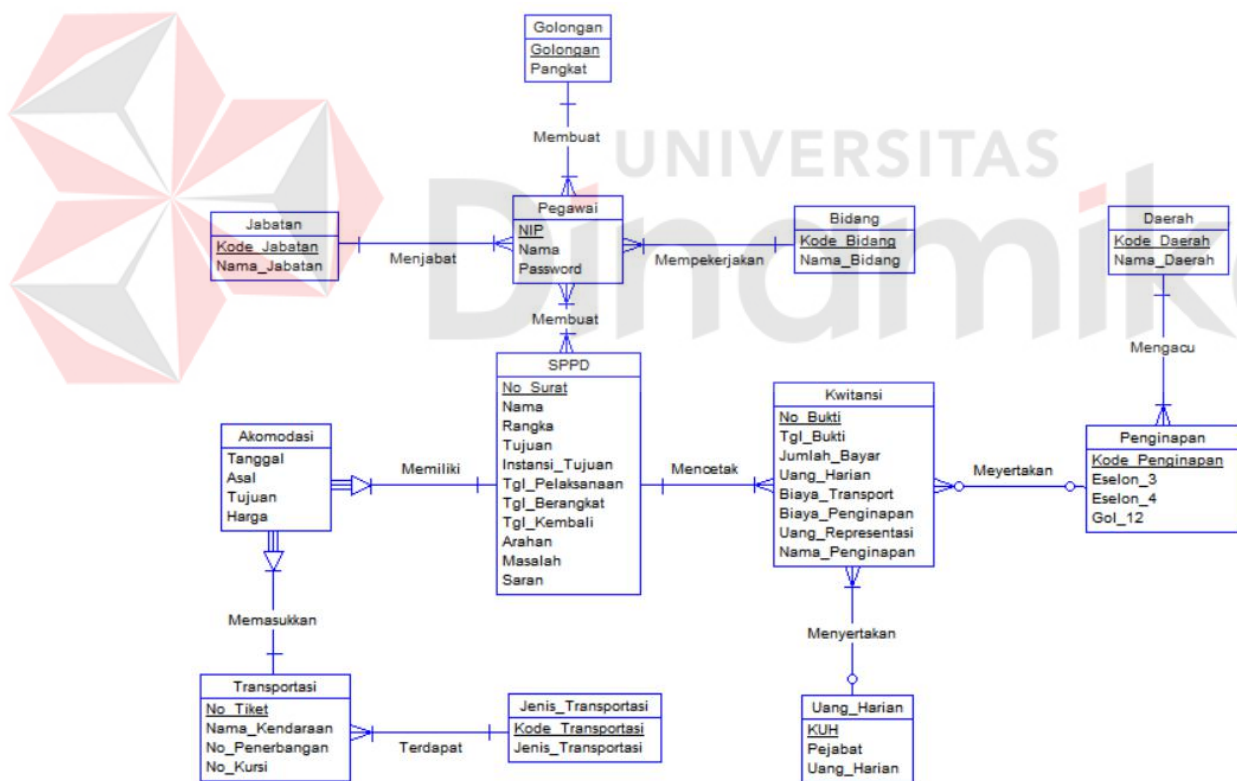 UNIVERSITAS
Dinamika
Golongan
Golongan
Pangkat
Membuat
Jabatan
Kode_Jabatan
Nama_Jabatan
Menjabat
Pegawai
NIP
Nama
Password
Mempekerjakan
Bidang
Kode_Bidang
Nama_Bidang
Daerah
Kode_Daerah
Nama_Daerah
Membuat
Mengacu
SPPD
No_Surat
Nama
Rangka
Tujuan
Instansi_Tujuan
Tgl_Pelaksanaan
Tgl_Berangkat
Tgl_Kembali
Arahan
Masalah
Saran
Akomodasi
Tanggal
Asal
Tujuan
Harga
Memiliki
Mencetak
Kwitansi
No_Bukti
Tgl_Bukti
Jumlah_Bayar
Uang_Harian
Biaya_Transport
Biaya_Penginapan
Uang_Representasi
Nama_Penginapan
Meyertakan
Penginapan
Kode_Penginapan
Eselon_3
Eselon_4
Gol_12
Memasukkan
Menyertakan
Transportasi
No_Tiket
Nama_Kendaraan
No_Penerbangan
No_Kursi
Terdapat
Jenis_Transportasi
Kode_Transportasi
Jenis_Transportasi
Uang_Harian
KUH
Pejabat
Uang_Harian